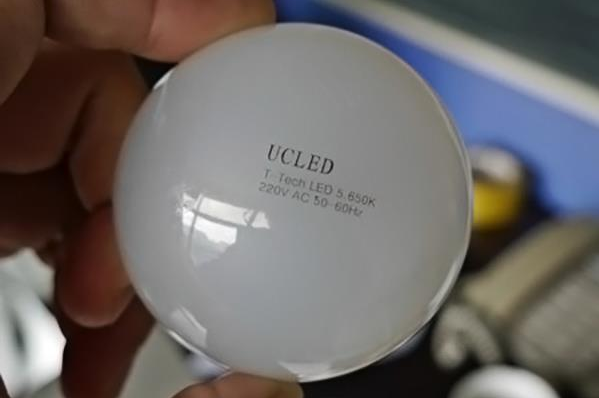 UCLED
T-Tech LED 5.650K
220V AC 50-60Hz